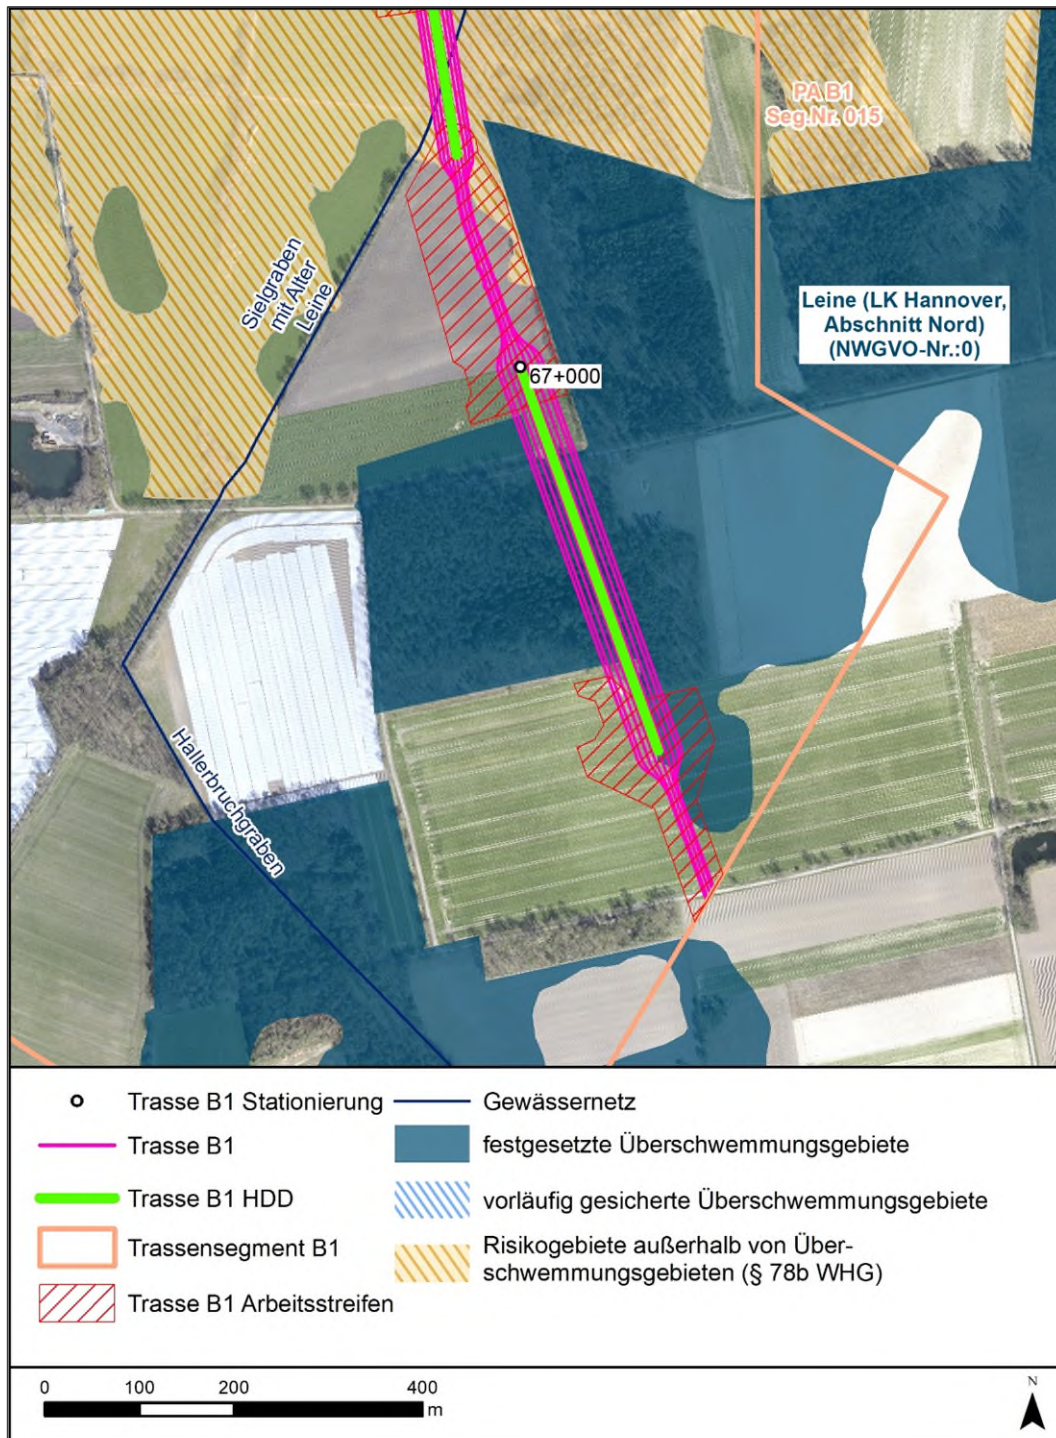 PA B1
Seg.Nr. 015
Sielgraben
mit Alter
Leine
Leine (LK Hannover,
Abschnitt Nord)
(NWGVO-Nr.:0)
67+000
Hallerbruchgraben
Trasse B1 Stationierung
Trasse B1
Trasse B1 HDD
Trassensegment B1
Trasse B1 Arbeitsstreifen
Gewässernetz
festgesetzte Überschwemmungsgebiete
vorläufig gesicherte Überschwemmungsgebiete
Risikogebiete außerhalb von Über-
schwemmungsgebieten (§ 78b WHG)
0 100 200 400
m
N